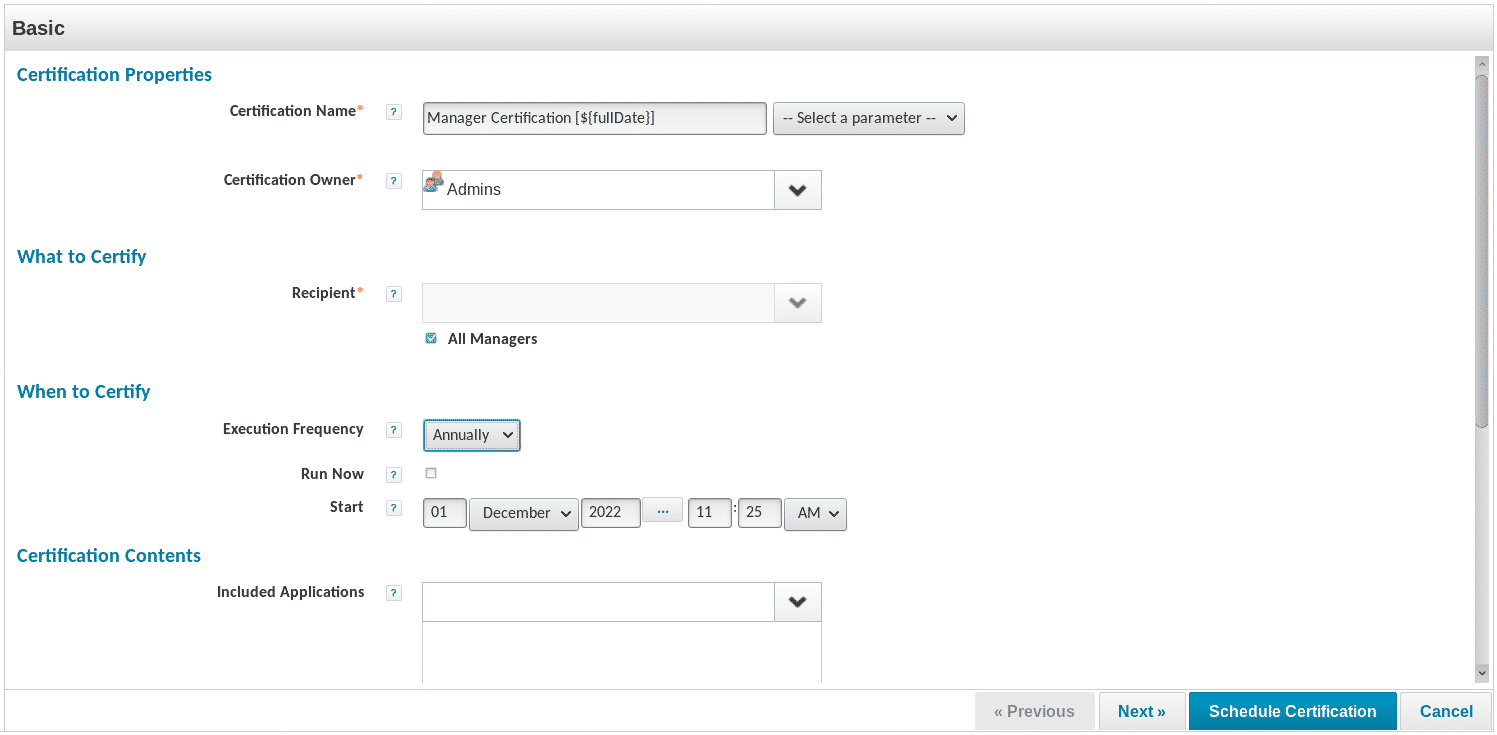 Basic
Certification Properties
Certification Name* ? Manager Certification [${fullDate}] -- Select a parameter --
Certification Owner* ? Admins
What to Certify
Recipient* ?
All Managers
When to Certify
Execution Frequency ? Annually
Run Now ?
Start ? 01 December 2022 ... 11 : 25 AM
Certification Contents
Included Applications ?
« Previous Next » Schedule Certification Cancel